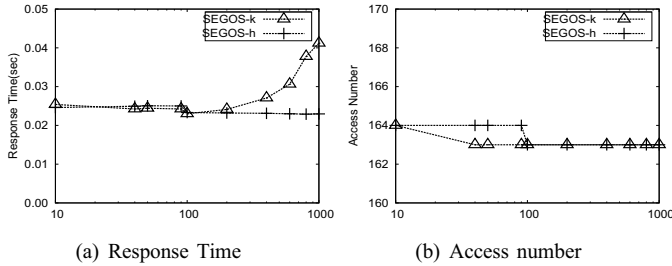 0.05
0.04
0.03
0.02
0.01
0.00
Response Time(sec)
SEGOS-k
SEGOS-h
10
100
1000
(a) Response Time
170
168
166
164
162
160
Access Number
SEGOS-k
SEGOS-h
10
100
1000
(b) Access number